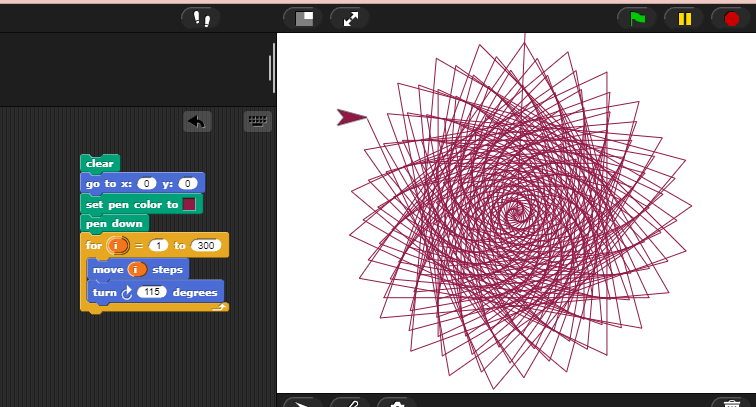 clear
go to x: 0 y: 0
set pen color to
pen down
for i = 1 to 300
move i steps
turn 115 degrees